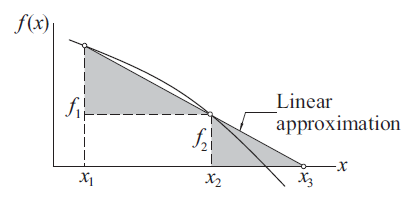 f(x)
f₁
f₂
Linear
approximation
x
x₁
x₂
x₃